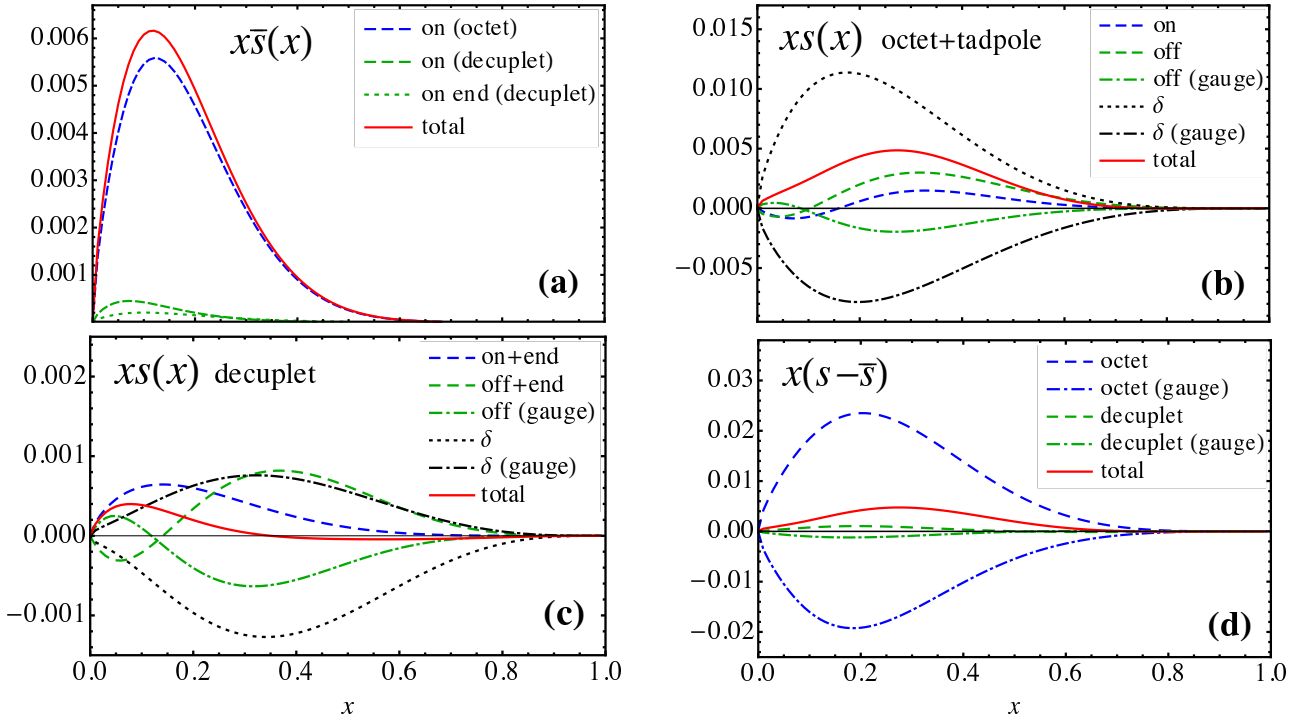 xs̅(x)
on (octet)
on (decuplet)
on end (decuplet)
total
0.006
0.005
0.004
0.003
0.002
0.001
(a)
xs(x) octet+tadpole
on
off
off (gauge)
δ
δ (gauge)
total
0.015
0.010
0.005
0.000
−0.005
(b)
xs(x) decuplet
on+end
off+end
off (gauge)
δ
δ (gauge)
total
0.002
0.001
0.000
−0.001
(c)
0.0 0.2 0.4 0.6 0.8 1.0
x
x(s−s̅)
octet
octet (gauge)
decuplet
decuplet (gauge)
total
0.03
0.02
0.01
0.00
−0.01
−0.02
(d)
0.0 0.2 0.4 0.6 0.8 1.0
x